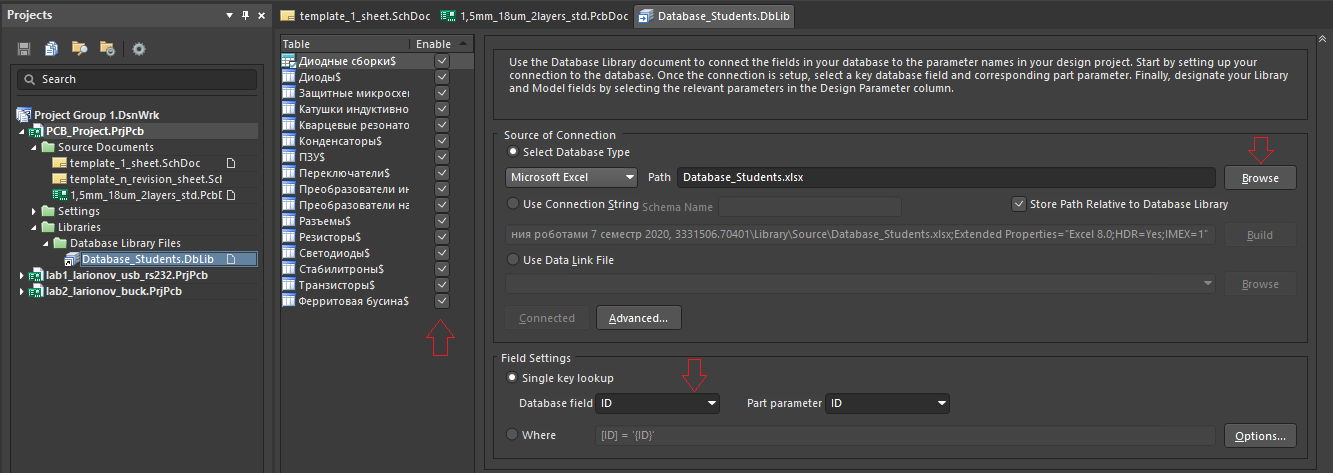 Projects
Search
Project Group 1.DsnWrk
PCB_Project.PrjPcb
Source Documents
template_1_sheet.SchDoc
template_n_revision_sheet.Sch
1,5mm_18um_2layers_std.PcbD
Settings
Libraries
Database Library Files
Database_Students.DbLib
lab1_larionov_usb_rs232.PrjPcb
lab2_larionov_buck.PrjPcb
template_1_sheet.SchDoc 1,5mm_18um_2layers_std.PcbDoc Database_Students.DbLib
Table Enable
Диодные сборки$
Диоды$
Защитные микросхе
Катушки индуктивно
Кварцевые резонато
Конденсаторы$
ПЗУ$
Переключатели$
Преобразователи ин
Преобразователи на
Разъемы$
Резисторы$
Светодиоды$
Стабилитроны$
Транзисторы$
Ферритовая бусина$
Use the Database Library document to connect the fields in your database to the parameter names in your design project. Start by setting up your
connection to the database. Once the connection is setup, select a key database field and corresponding part parameter. Finally, designate your Library
and Model fields by selecting the relevant parameters in the Design Parameter column.
Source of Connection
Select Database Type
Microsoft Excel Path Database_Students.xlsx Browse
Use Connection String Schema Name Store Path Relative to Database Library
ния роботами 7 семестр 2020, 3331506.70401\Library\Source\Database_Students.xlsx;Extended Properties="Excel 8.0;HDR=Yes;IMEX=1" Build
Use Data Link File
Browse
Connected Advanced...
Field Settings
Single key lookup
Database field ID Part parameter ID
Where [ID] = '{ID}' Options...